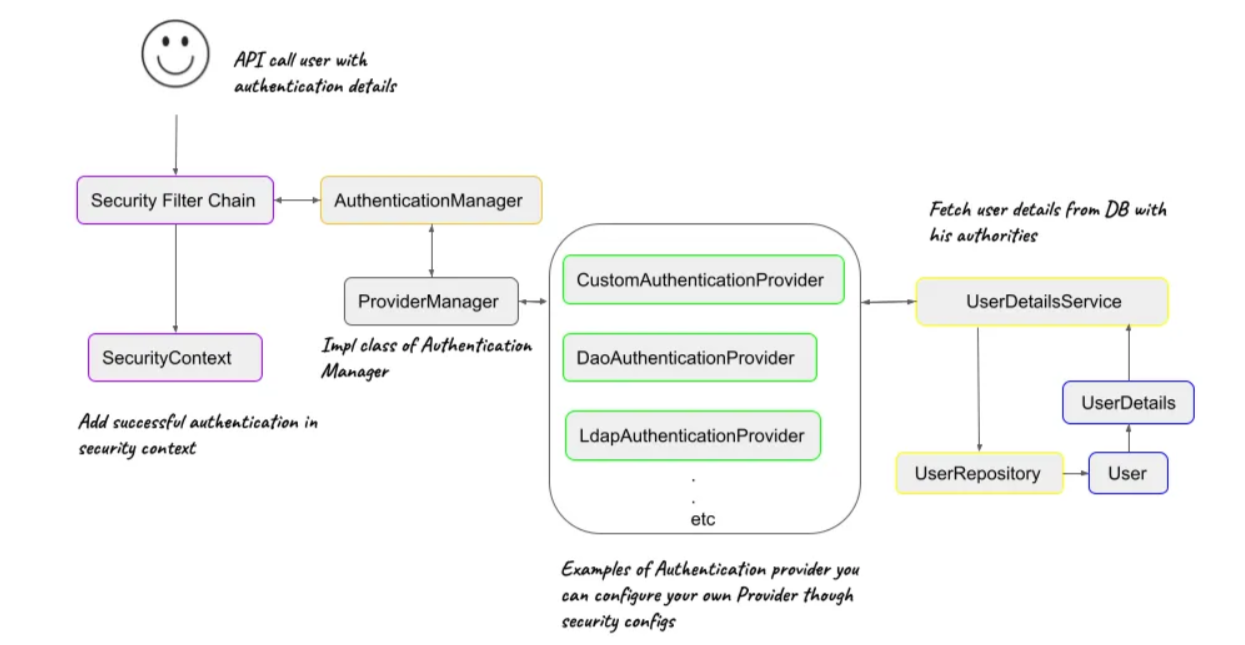 API call user with
authentication details
Security Filter Chain
AuthenticationManager
Fetch user details from DB with
his authorities
CustomAuthenticationProvider
ProviderManager
UserDetailsService
Impl class of Authentication
Manager
SecurityContext
DaoAuthenticationProvider
UserDetails
Add successful authentication in
security context
LdapAuthenticationProvider
UserRepository
User
.
.
etc
Examples of Authentication provider you
can configure your own Provider though
security configs